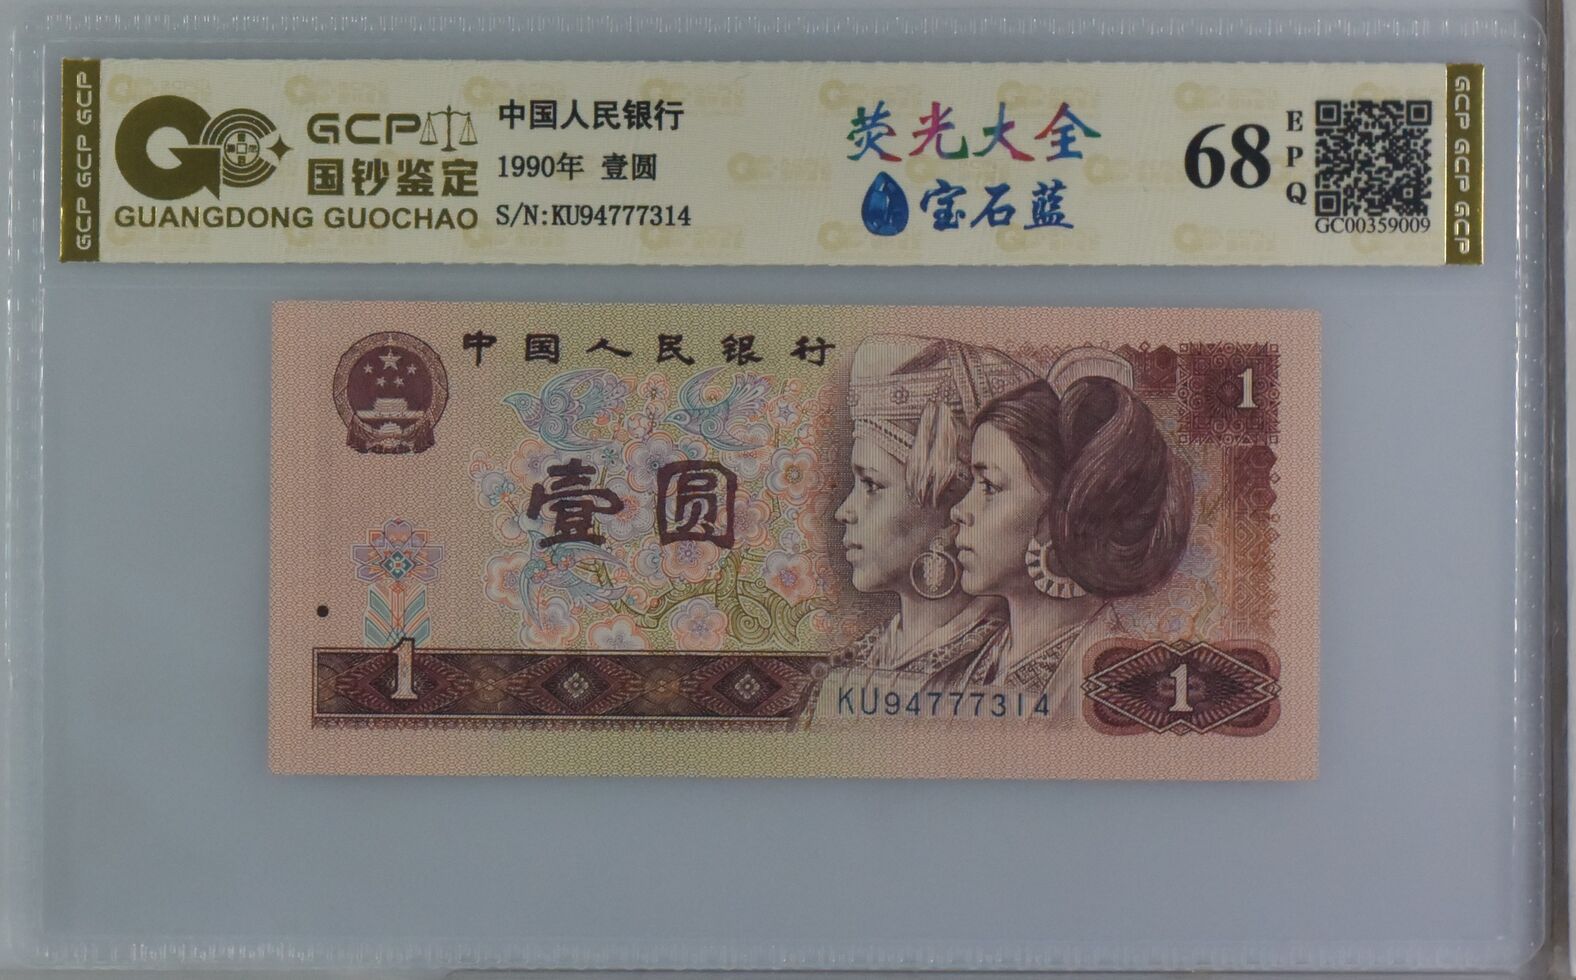 GCP GCP GCP
GCP
国钞鉴定
GUANGDONG GUOCHAO
中国人民银行
1990年 壹圆
S/N:KU94777314
荧光大全
宝石蓝
68
EPQ
GC00359009
GCP GCP GCP
中国人民银行
1
壹圆
1
KU94777314
1